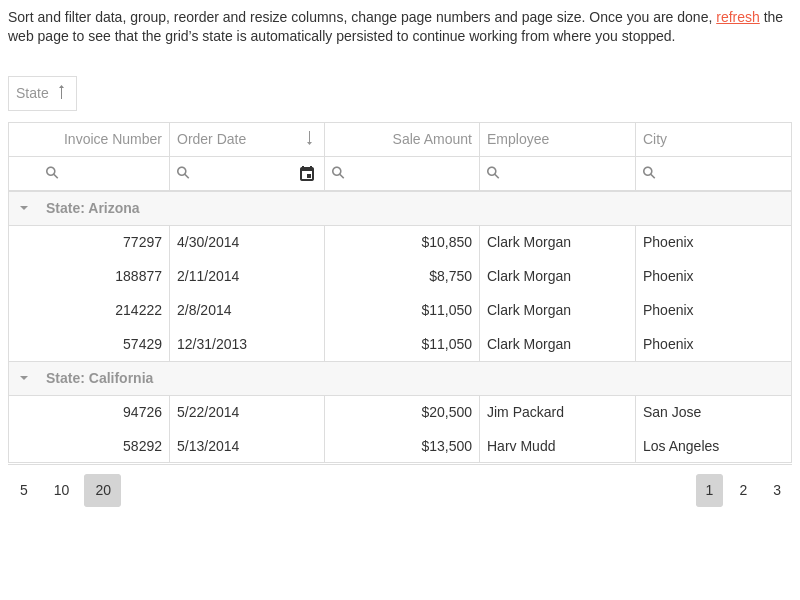 Sort and filter data, group, reorder and resize columns, change page numbers and page size. Once you are done, refresh the
web page to see that the grid’s state is automatically persisted to continue working from where you stopped.
State
Invoice Number Order Date Sale Amount Employee City
State: Arizona
77297 4/30/2014 $10,850 Clark Morgan Phoenix
188877 2/11/2014 $8,750 Clark Morgan Phoenix
214222 2/8/2014 $11,050 Clark Morgan Phoenix
57429 12/31/2013 $11,050 Clark Morgan Phoenix
State: California
94726 5/22/2014 $20,500 Jim Packard San Jose
58292 5/13/2014 $13,500 Harv Mudd Los Angeles
5 10 20 1 2 3